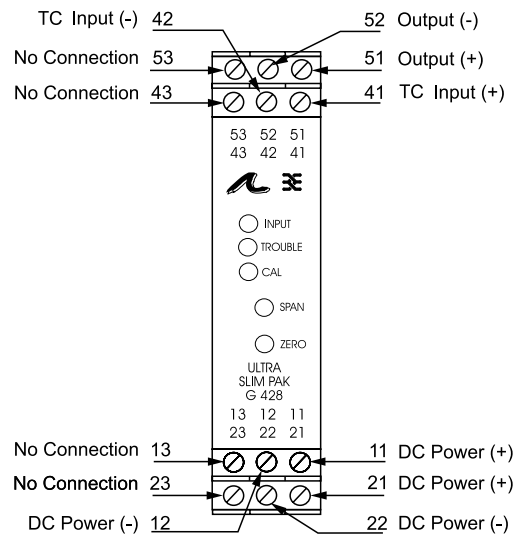 TC Input (-) 42
52 Output (-)
No Connection 53
51 Output (+)
No Connection 43
41 TC Input (+)
53 52 51
43 42 41
INPUT
TROUBLE
CAL
SPAN
ZERO
ULTRA
SLIM PAK
G 428
13 12 11
23 22 21
No Connection 13
11 DC Power (+)
No Connection 23
21 DC Power (+)
DC Power (-) 12
22 DC Power (-)